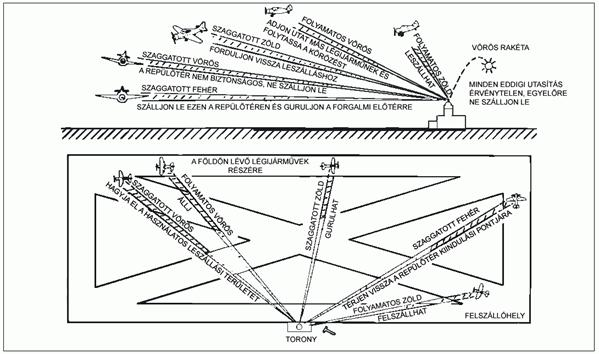 FOLYAMATOS VÖRÖS
ADJON UTAT MÁS LÉGIJÁRMŰNEK ÉS
FOLYTASSA A KÖRÖZÉST
FOLYAMATOS ZÖLD
LESZÁLLHAT
SZAGGATOTT ZÖLD
FORDULJON VISSZA LESZÁLLÁSHOZ
SZAGGATOTT VÖRÖS
A REPÜLŐTÉR NEM BIZTONSÁGOS, NE SZÁLLJON LE
SZAGGATOTT FEHÉR
SZÁLLJON LE EZEN A REPÜLŐTÉREN ÉS GURULJON A FORGALMI ELŐTÉRRE
VÖRÖS RAKÉTA
MINDEN EDDIGI UTASÍTÁS
ÉRVÉNYTELEN, EGYELŐRE
NE SZÁLLJON LE
A FÖLDÖN LÉVŐ LÉGIJÁRMŰVEK
RÉSZÉRE
SZAGGATOTT VÖRÖS
HAGYJA EL A HASZNÁLATOS LESZÁLLÁSI TERÜLETET
FOLYAMATOS VÖRÖS
ÁLLJ
SZAGGATOTT ZÖLD
GURULHAT
SZAGGATOTT FEHÉR
TÉRJEN VISSZA A REPÜLŐTÉR KIINDULÁSI PONTJÁRA
FOLYAMATOS ZÖLD
FELSZÁLLHAT
FELSZÁLLÓHELY
TORONY